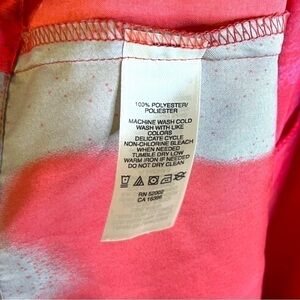 100% POLYESTER/
POLIESTER
MACHINE WASH COLD
WASH WITH LIKE
COLORS
DELICATE CYCLE
NON-CHLORINE BLEACH
WHEN NEEDED
TUMBLE DRY LOW
WARM IRON IF NEEDED
DO NOT DRY CLEAN
RN 52002
CA 15396